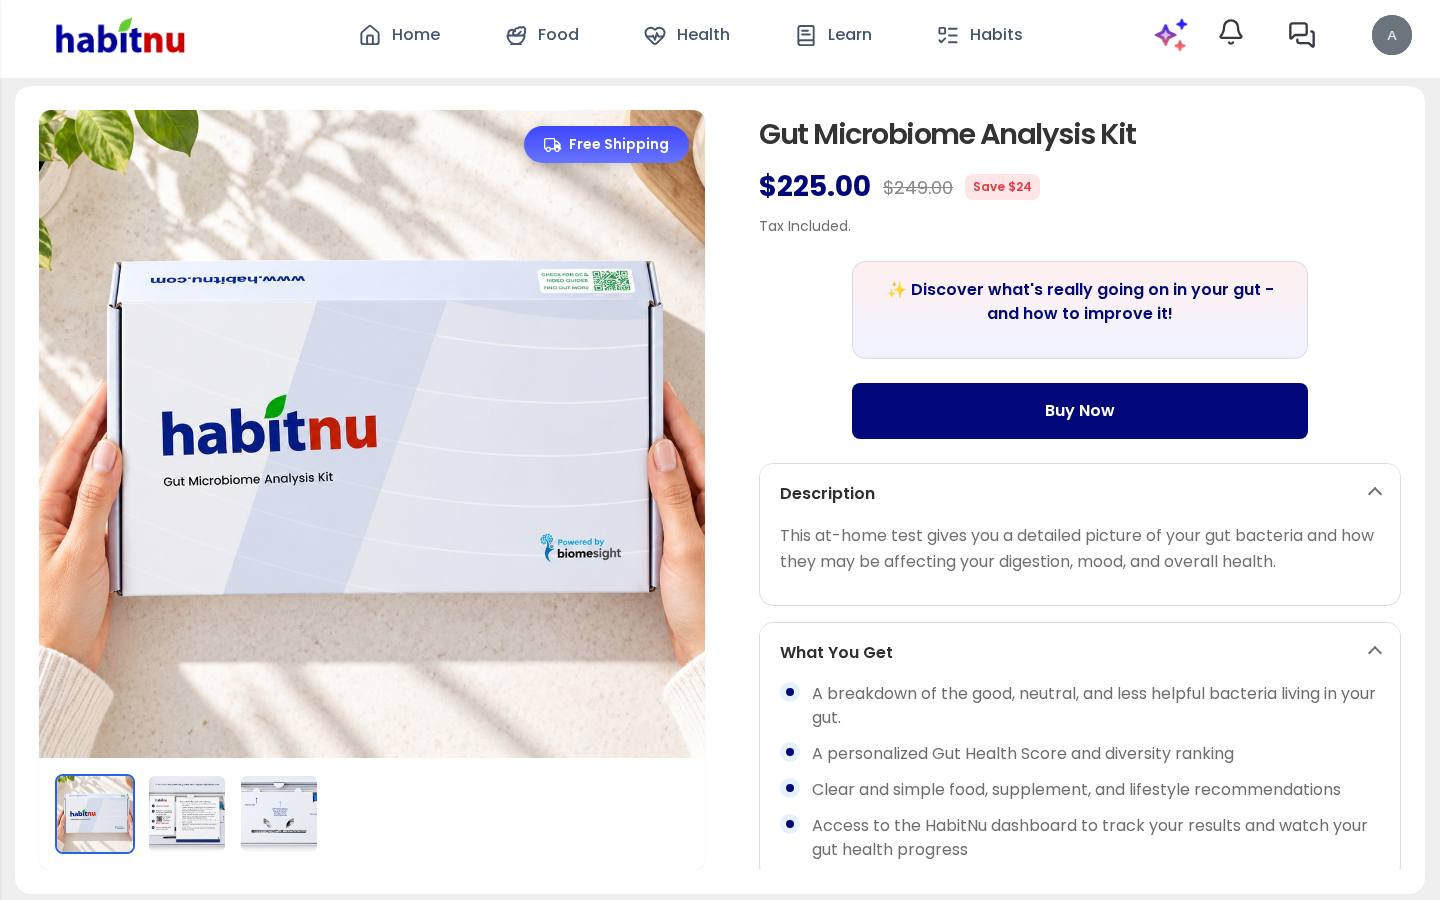 habitnu
Home
Food
Health
Learn
Habits
A
Free Shipping
www.habitnu.com
CHECK FOR QC &
VIDEO GUIDES
FIND OUT MORE
habitnu
Gut Microbiome Analysis Kit
Powered by
biomesight
Gut Microbiome Analysis Kit
$225.00 $249.00 Save $24
Tax Included.
✨ Discover what's really going on in your gut -
and how to improve it!
Buy Now
Description
This at-home test gives you a detailed picture of your gut bacteria and how
they may be affecting your digestion, mood, and overall health.
What You Get
A breakdown of the good, neutral, and less helpful bacteria living in your
gut.
A personalized Gut Health Score and diversity ranking
Clear and simple food, supplement, and lifestyle recommendations
Access to the HabitNu dashboard to track your results and watch your
gut health progress
habitnu